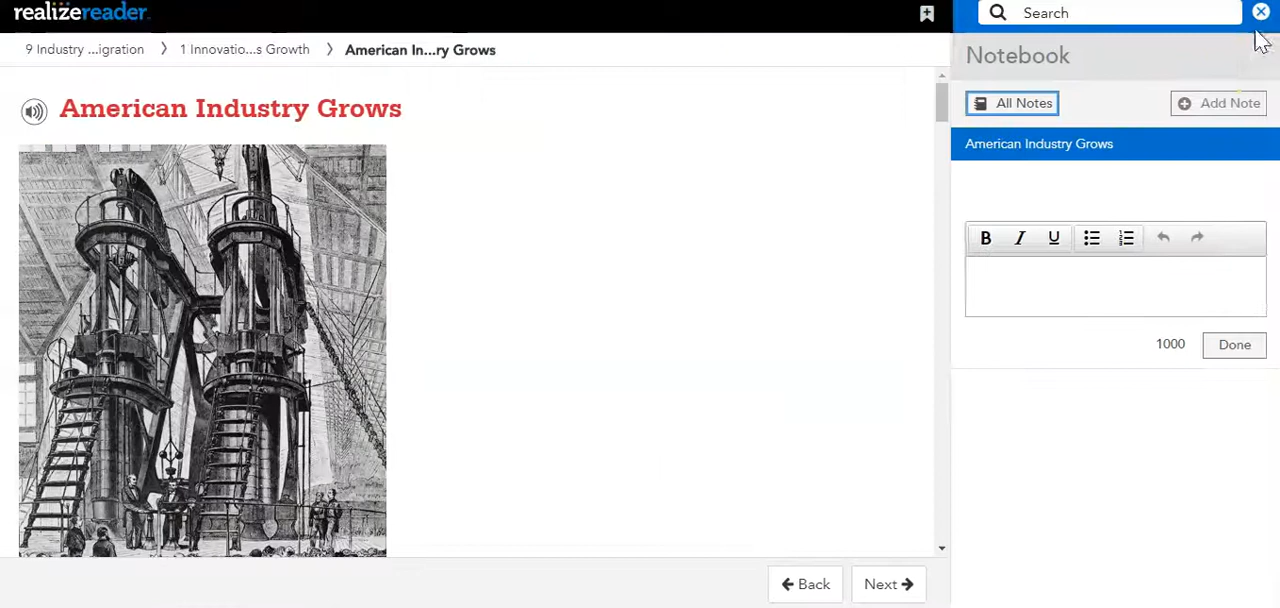 realizereader.
Search
9 Industry ...igration > 1 Innovatio...s Growth > American In...ry Grows
Notebook
All Notes
Add Note
American Industry Grows
American Industry Grows
B I U
1000
Done
Back
Next